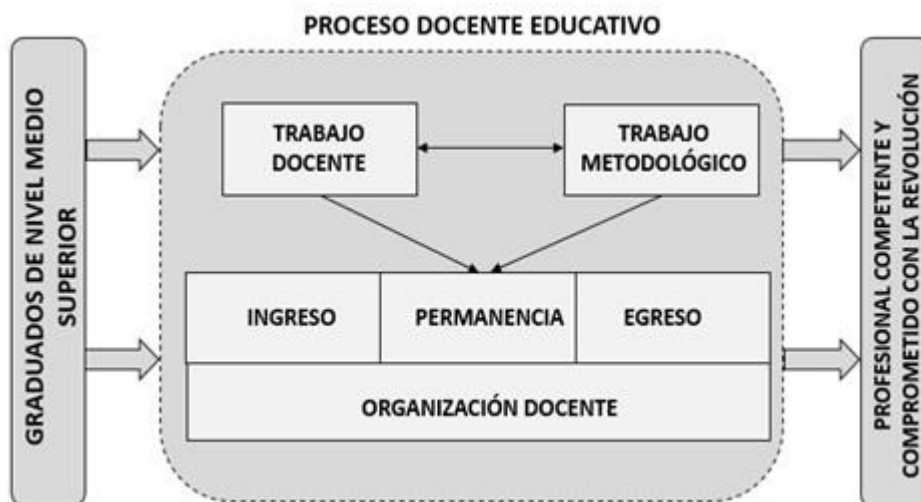 PROCESO DOCENTE EDUCATIVO
GRADUADOS DE NIVEL MEDIO
SUPERIOR
TRABAJO
DOCENTE
TRABAJO
METODOLÓGICO
INGRESO
PERMANENCIA
EGRESO
ORGANIZACIÓN DOCENTE
PROFESIONAL COMPETENTE Y
COMPROMETIDO CON LA REVOLUCIÓN